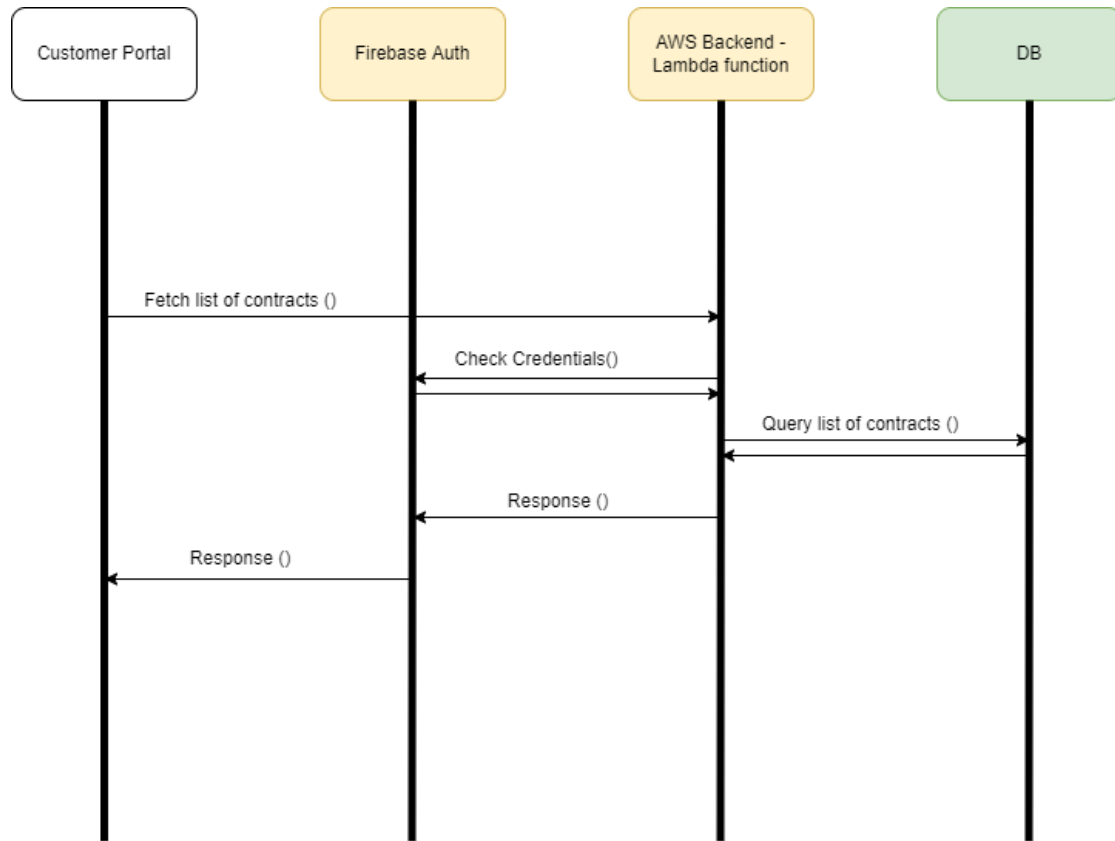 Customer Portal
Firebase Auth
AWS Backend -
Lambda function
DB
Fetch list of contracts ()
Check Credentials()
Query list of contracts ()
Response ()
Response ()